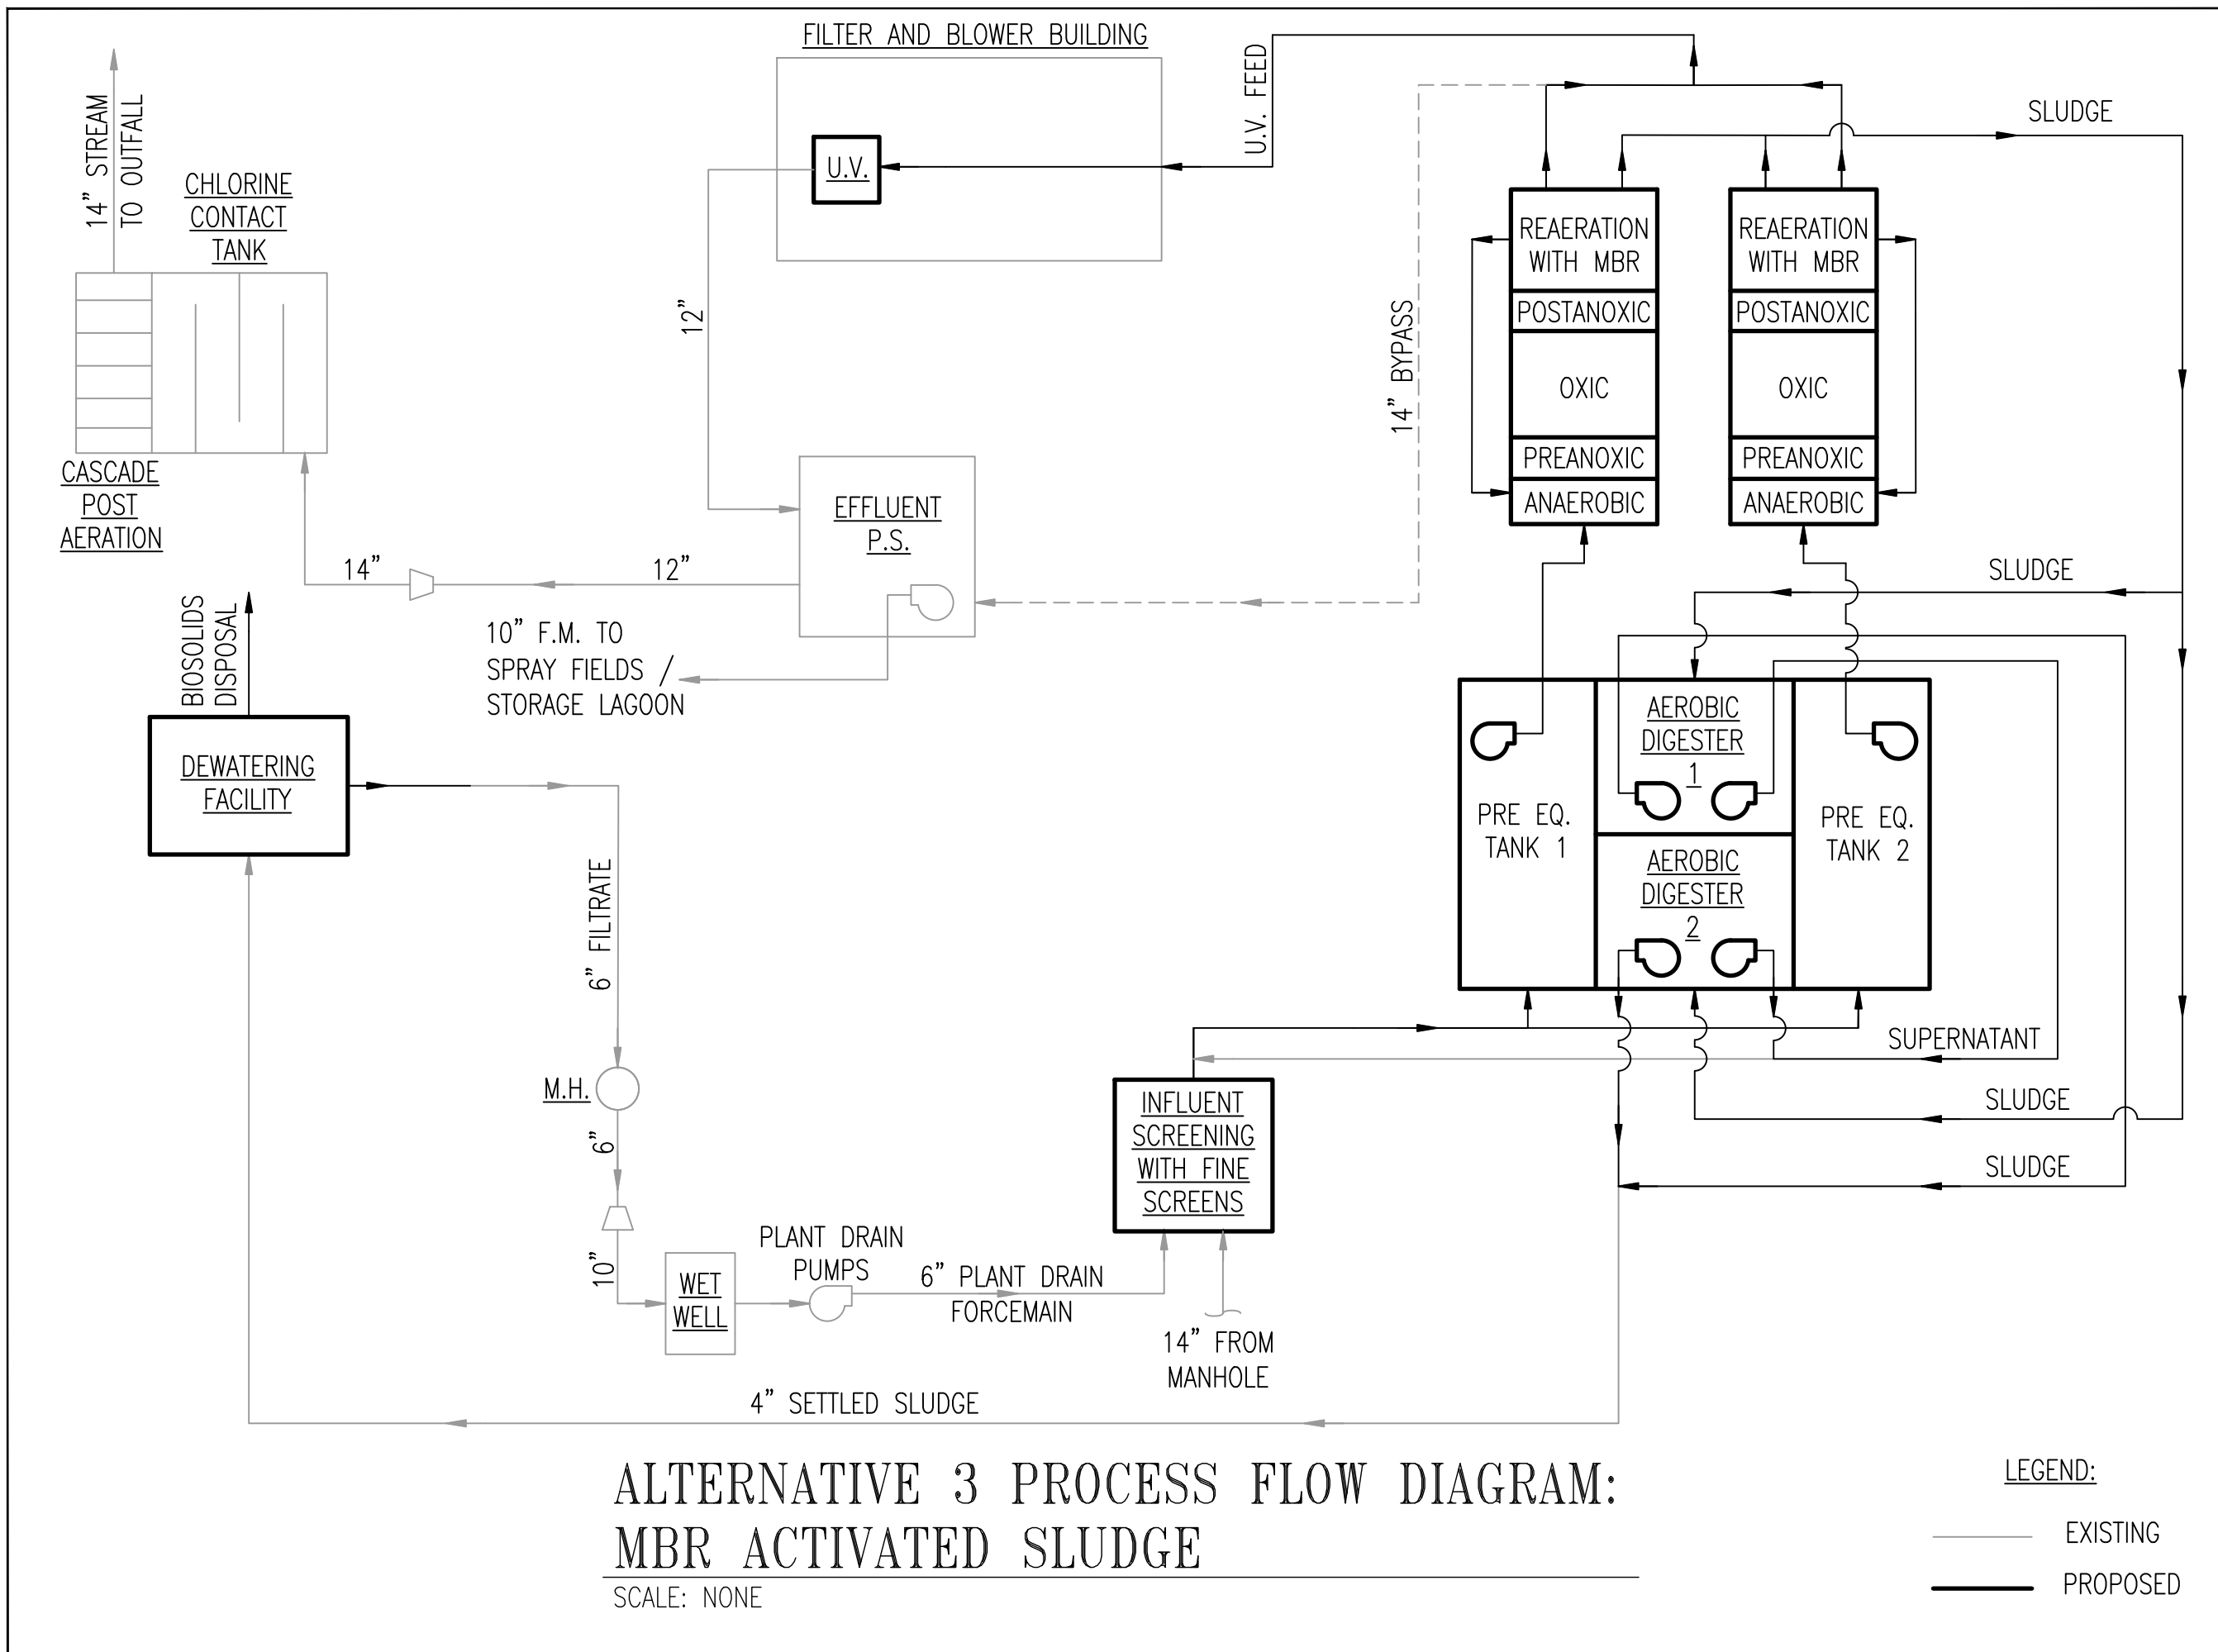 FILTER AND BLOWER BUILDING
U.V. FEED
U.V.
14” STREAM
TO OUTFALL
CHLORINE
CONTACT
TANK
CASCADE
POST
AERATION
12”
14” BYPASS
SLUDGE
REAERATION
WITH MBR
POSTANOXIC
OXIC
PREANOXIC
ANAEROBIC
REAERATION
WITH MBR
POSTANOXIC
OXIC
PREANOXIC
ANAEROBIC
EFFLUENT
P.S.
14”
12”
10” F.M. TO
SPRAY FIELDS /
STORAGE LAGOON
BIOSOLIDS
DISPOSAL
DEWATERING
FACILITY
SLUDGE
PRE EQ.
TANK 1
AEROBIC
DIGESTER
1
AEROBIC
DIGESTER
2
PRE EQ.
TANK 2
6” FILTRATE
M.H.
6”
10”
WET
WELL
PLANT DRAIN
PUMPS
6” PLANT DRAIN
FORCEMAIN
INFLUENT
SCREENING
WITH FINE
SCREENS
14” FROM
MANHOLE
SUPERNATANT
SLUDGE
SLUDGE
4” SETTLED SLUDGE
ALTERNATIVE 3 PROCESS FLOW DIAGRAM:
MBR ACTIVATED SLUDGE
SCALE: NONE
LEGEND:
EXISTING
PROPOSED